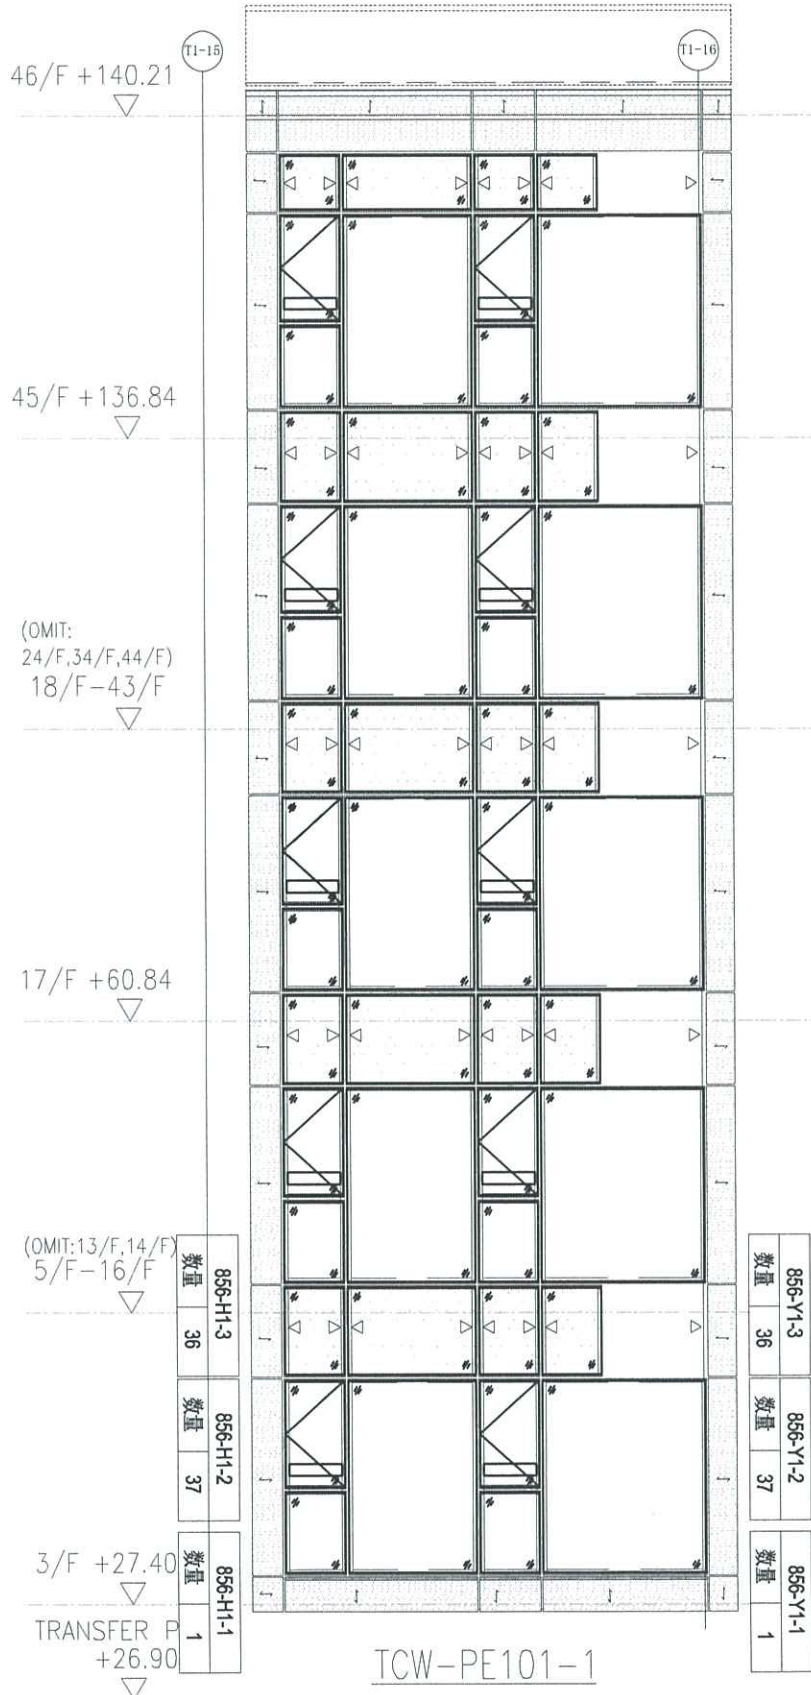 T1-15
T1-16
46/F +140.21
45/F +136.84
(OMIT:
24/F,34/F,44/F)
18/F-43/F
17/F +60.84
(OMIT:13/F,14/F)
5/F-16/F
856-H1-3
数量 36
856-Y1-3
数量 36
856-H1-2
数量 37
856-Y1-2
数量 37
3/F +27.40
856-H1-1
数量 1
856-Y1-1
数量 1
TRANSFER P
+26.90
TCW-PE101-1